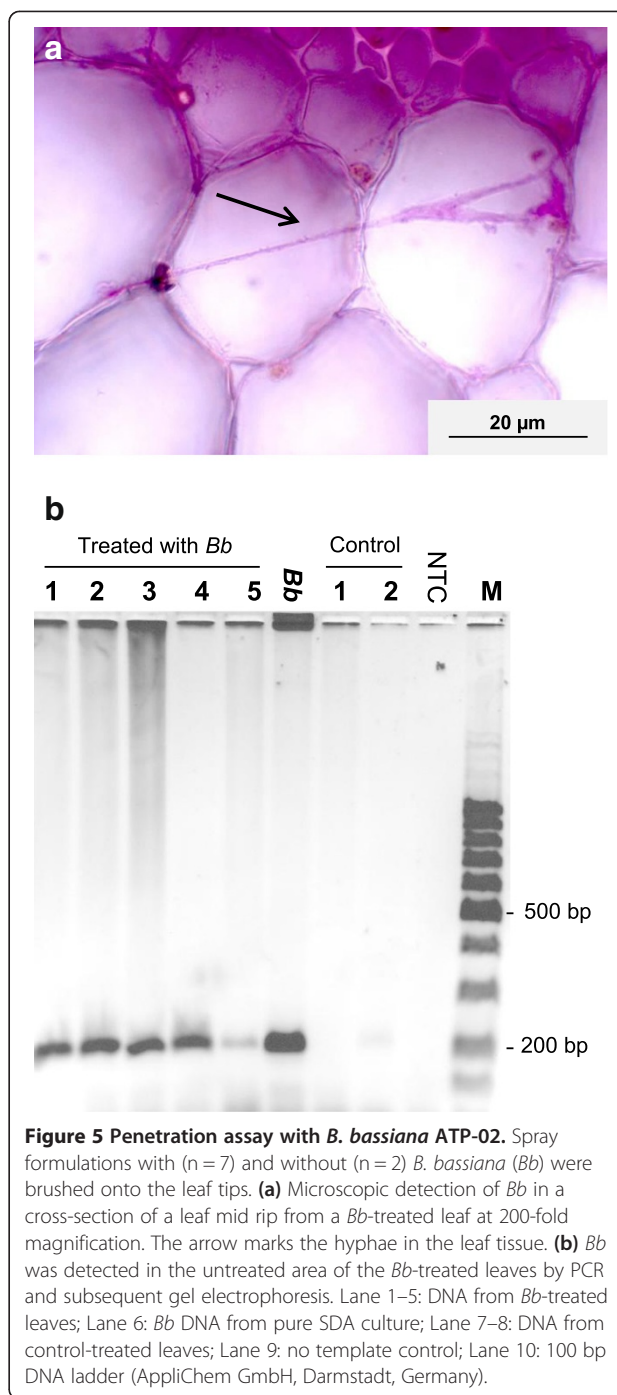 a
20 µm
b
Treated with Bb Control
1 2 3 4 5 Bb 1 2 NTC M
- 500 bp
- 200 bp
Figure 5 Penetration assay with B. bassiana ATP-02. Spray
formulations with (n = 7) and without (n = 2) B. bassiana (Bb) were
brushed onto the leaf tips. (a) Microscopic detection of Bb in a
cross-section of a leaf mid rip from a Bb-treated leaf at 200-fold
magnification. The arrow marks the hyphae in the leaf tissue. (b) Bb
was detected in the untreated area of the Bb-treated leaves by PCR
and subsequent gel electrophoresis. Lane 1–5: DNA from Bb-treated
leaves; Lane 6: Bb DNA from pure SDA culture; Lane 7–8: DNA from
control-treated leaves; Lane 9: no template control; Lane 10: 100 bp
DNA ladder (AppliChem GmbH, Darmstadt, Germany).